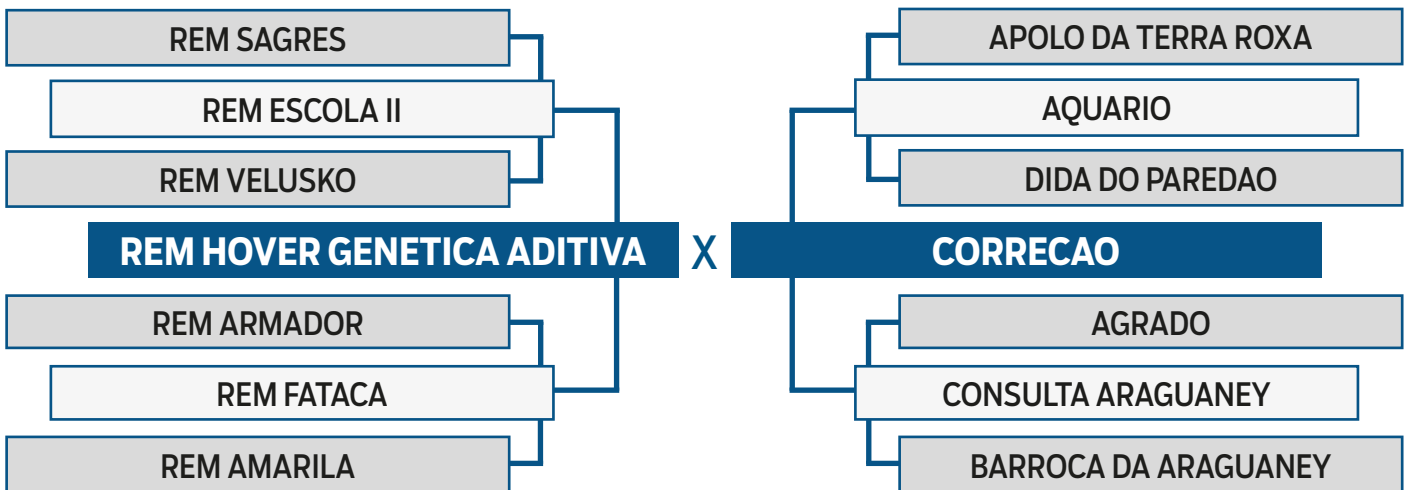 REM SAGRES
APOLO DA TERRA ROXA
REM ESCOLA II
AQUARIO
REM VELUSKO
DIDA DO PAREDAO
REM HOVER GENETICA ADITIVA X CORRECAO
REM ARMADOR
AGRADO
REM FATACA
CONSULTA ARAGUANEY
REM AMARILA
BARROCA DA ARAGUANEY